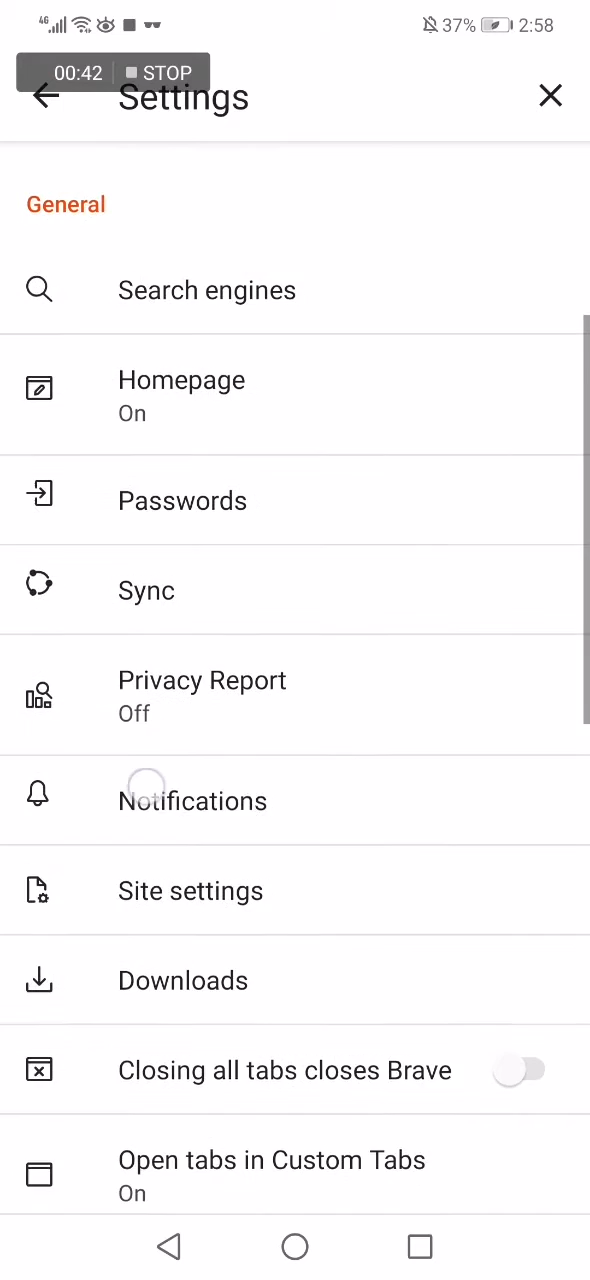 4G 37% 2:58
00:42 STOP
Settings
General
Search engines
Homepage
On
Passwords
Sync
Privacy Report
Off
Notifications
Site settings
Downloads
Closing all tabs closes Brave
Open tabs in Custom Tabs
On